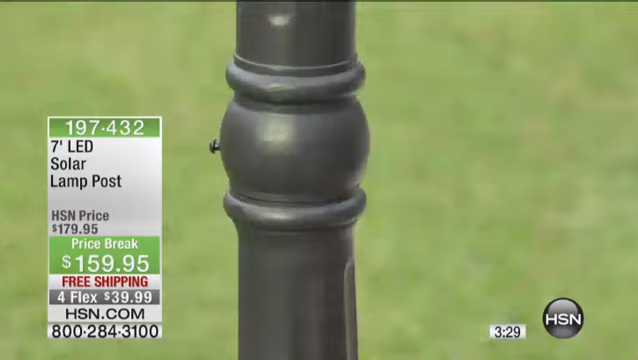 197-432
7' LED
Solar
Lamp Post
HSN Price
$179.95
Price Break
$159.95
FREE SHIPPING
4 Flex $39.99
HSN.COM
800-284-3100
3:29
HSN